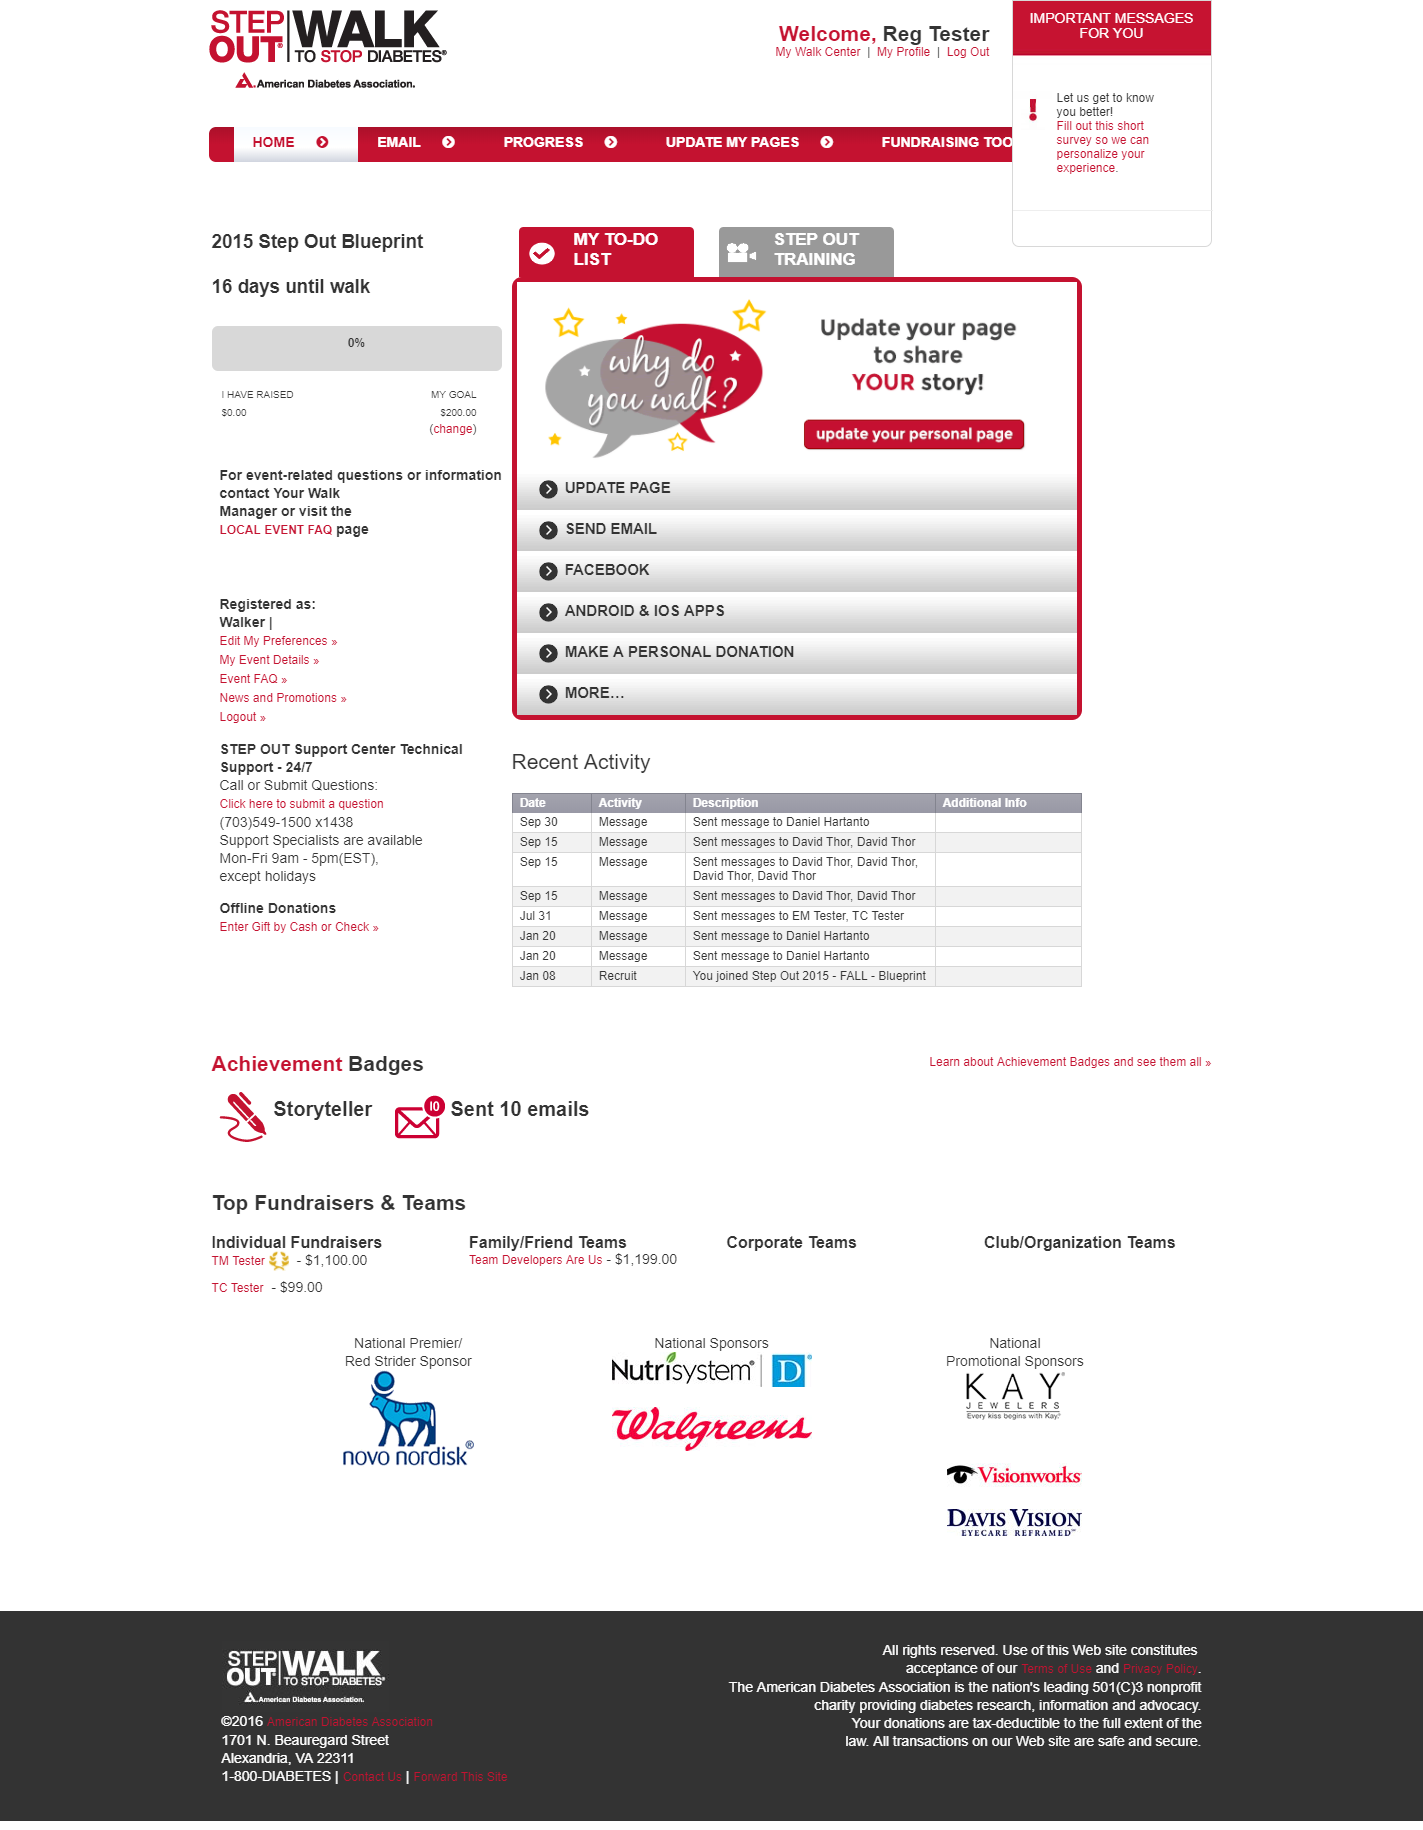 STEP OUT WALK TO STOP DIABETES®
American Diabetes Association.
Welcome, Reg Tester
My Walk Center | My Profile | Log Out
IMPORTANT MESSAGES
FOR YOU
Let us get to know
you better!
Fill out this short
survey so we can
personalize your
experience.
HOME
EMAIL
PROGRESS
UPDATE MY PAGES
FUNDRAISING TOO
2015 Step Out Blueprint
16 days until walk
0%
I HAVE RAISED MY GOAL
$0.00 $200.00
(change)
For event-related questions or information
contact Your Walk
Manager or visit the
LOCAL EVENT FAQ page
Registered as:
Walker |
Edit My Preferences »
My Event Details »
Event FAQ »
News and Promotions »
Logout »
STEP OUT Support Center Technical
Support - 24/7
Call or Submit Questions:
Click here to submit a question
(703)549-1500 x1438
Support Specialists are available
Mon-Fri 9am - 5pm(EST),
except holidays
Offline Donations
Enter Gift by Cash or Check »
MY TO-DO
LIST
STEP OUT
TRAINING
why do
you walk?
Update your page
to share
YOUR story!
update your personal page
UPDATE PAGE
SEND EMAIL
FACEBOOK
ANDROID & IOS APPS
MAKE A PERSONAL DONATION
MORE...
Recent Activity
Date Activity Description Additional Info
Sep 30 Message Sent message to Daniel Hartanto
Sep 15 Message Sent messages to David Thor, David Thor
Sep 15 Message Sent messages to David Thor, David Thor,
David Thor, David Thor
Sep 15 Message Sent messages to David Thor, David Thor
Jul 31 Message Sent messages to EM Tester, TC Tester
Jan 20 Message Sent message to Daniel Hartanto
Jan 20 Message Sent message to Daniel Hartanto
Jan 08 Recruit You joined Step Out 2015 - FALL - Blueprint
Achievement Badges
Learn about Achievement Badges and see them all »
Storyteller
10
Sent 10 emails
Top Fundraisers & Teams
Individual Fundraisers
TM Tester - $1,100.00
TC Tester - $99.00
Family/Friend Teams
Team Developers Are Us - $1,199.00
Corporate Teams
Club/Organization Teams
National Premier/
Red Strider Sponsor
novo nordisk®
National Sponsors
Nutrisystem® | D®
Walgreens
National
Promotional Sponsors
KAY®
JEWELERS
Every kiss begins with Kay.®
Visionworks
DAVIS VISION
EYECARE REFRAMED™
STEP OUT WALK TO STOP DIABETES®
American Diabetes Association.
©2016 American Diabetes Association
1701 N. Beauregard Street
Alexandria, VA 22311
1-800-DIABETES | Contact Us | Forward This Site
All rights reserved. Use of this Web site constitutes
acceptance of our Terms of Use and Privacy Policy.
The American Diabetes Association is the nation's leading 501(C)3 nonprofit
charity providing diabetes research, information and advocacy.
Your donations are tax-deductible to the full extent of the
law. All transactions on our Web site are safe and secure.